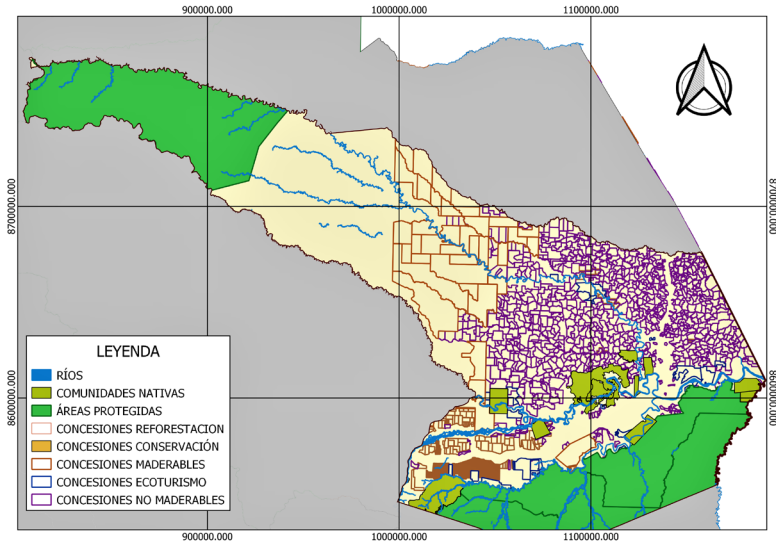 900000.000 1000000.000 1100000.000
8700000.000 8700000.000
8600000.000 8600000.000
LEYENDA
RÍOS
COMUNIDADES NATIVAS
ÁREAS PROTEGIDAS
CONCESIONES REFORESTACION
CONCESIONES CONSERVACIÓN
CONCESIONES MADERABLES
CONCESIONES ECOTURISMO
CONCESIONES NO MADERABLES
900000.000 1000000.000 1100000.000